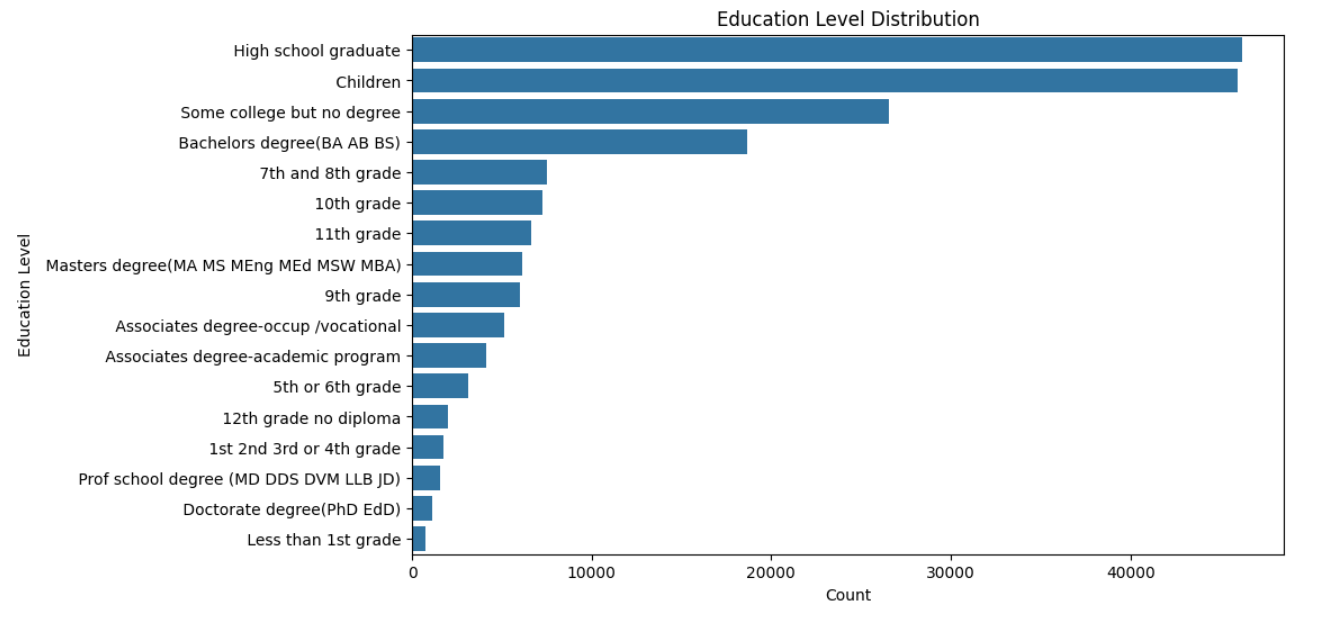 Education Level Distribution
High school graduate
Children
Some college but no degree
Bachelors degree(BA AB BS)
7th and 8th grade
10th grade
11th grade
Masters degree(MA MS MEng MEd MSW MBA)
9th grade
Associates degree-occup /vocational
Associates degree-academic program
5th or 6th grade
12th grade no diploma
1st 2nd 3rd or 4th grade
Prof school degree (MD DDS DVM LLB JD)
Doctorate degree(PhD EdD)
Less than 1st grade
Education Level
0 10000 20000 30000 40000
Count